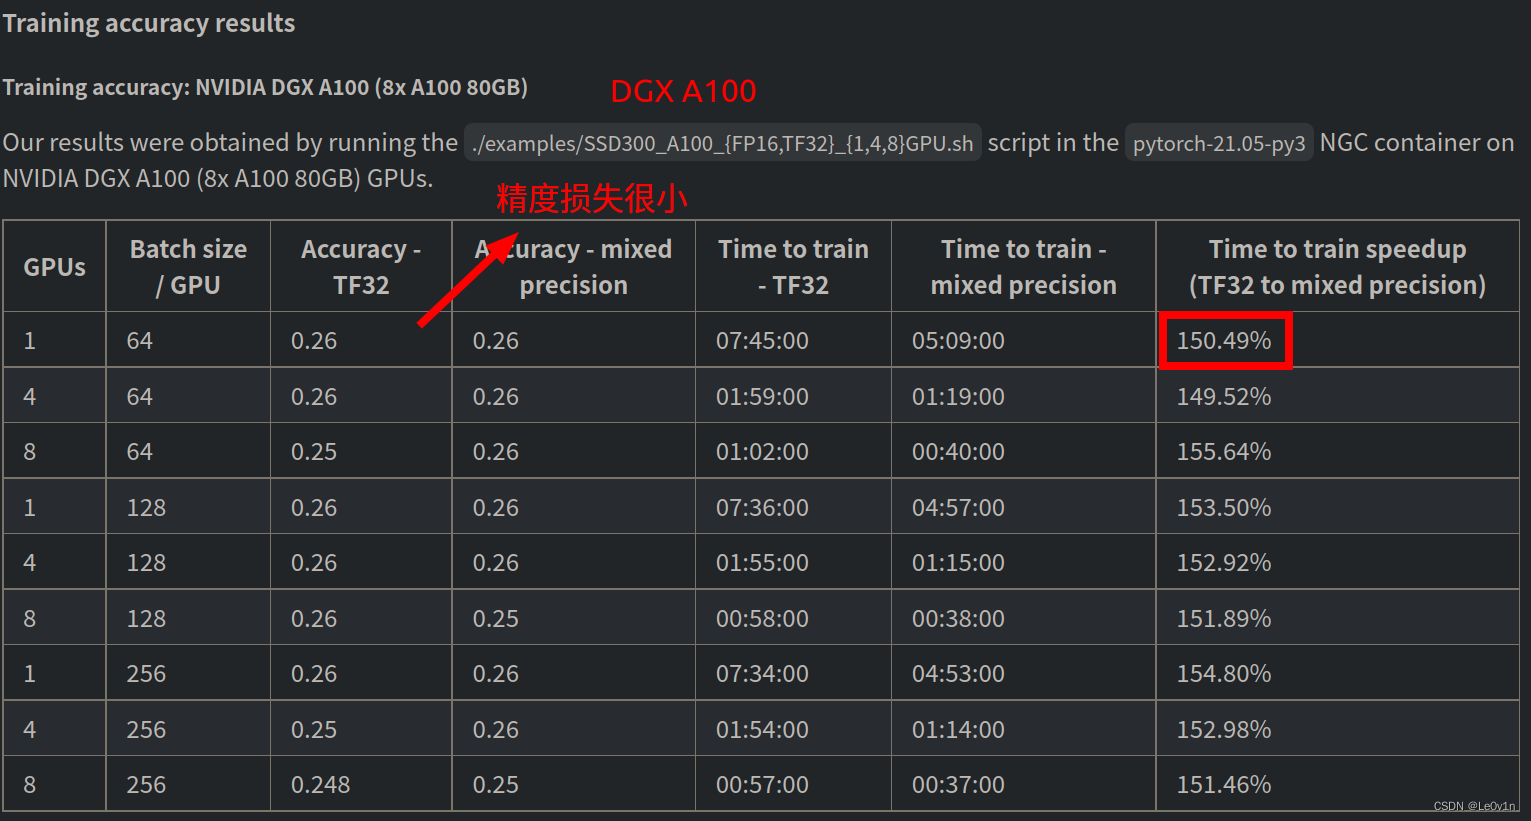 Training accuracy results
Training accuracy: NVIDIA DGX A100 (8x A100 80GB)
DGX A100
Our results were obtained by running the ./examples/SSD300_A100_{FP16,TF32}_{1,4,8}GPU.sh script in the pytorch-21.05-py3 NGC container on
NVIDIA DGX A100 (8x A100 80GB) GPUs.
精度损失很小
GPUs Batch size / GPU Accuracy - TF32 Accuracy - mixed precision Time to train - TF32 Time to train - mixed precision Time to train speedup (TF32 to mixed precision)
1 64 0.26 0.26 07:45:00 05:09:00 150.49%
4 64 0.26 0.26 01:59:00 01:19:00 149.52%
8 64 0.25 0.26 01:02:00 00:40:00 155.64%
1 128 0.26 0.26 07:36:00 04:57:00 153.50%
4 128 0.26 0.26 01:55:00 01:15:00 152.92%
8 128 0.26 0.25 00:58:00 00:38:00 151.89%
1 256 0.26 0.26 07:34:00 04:53:00 154.80%
4 256 0.25 0.26 01:54:00 01:14:00 152.98%
8 256 0.248 0.25 00:57:00 00:37:00 151.46%
CSDN @Le0v1n